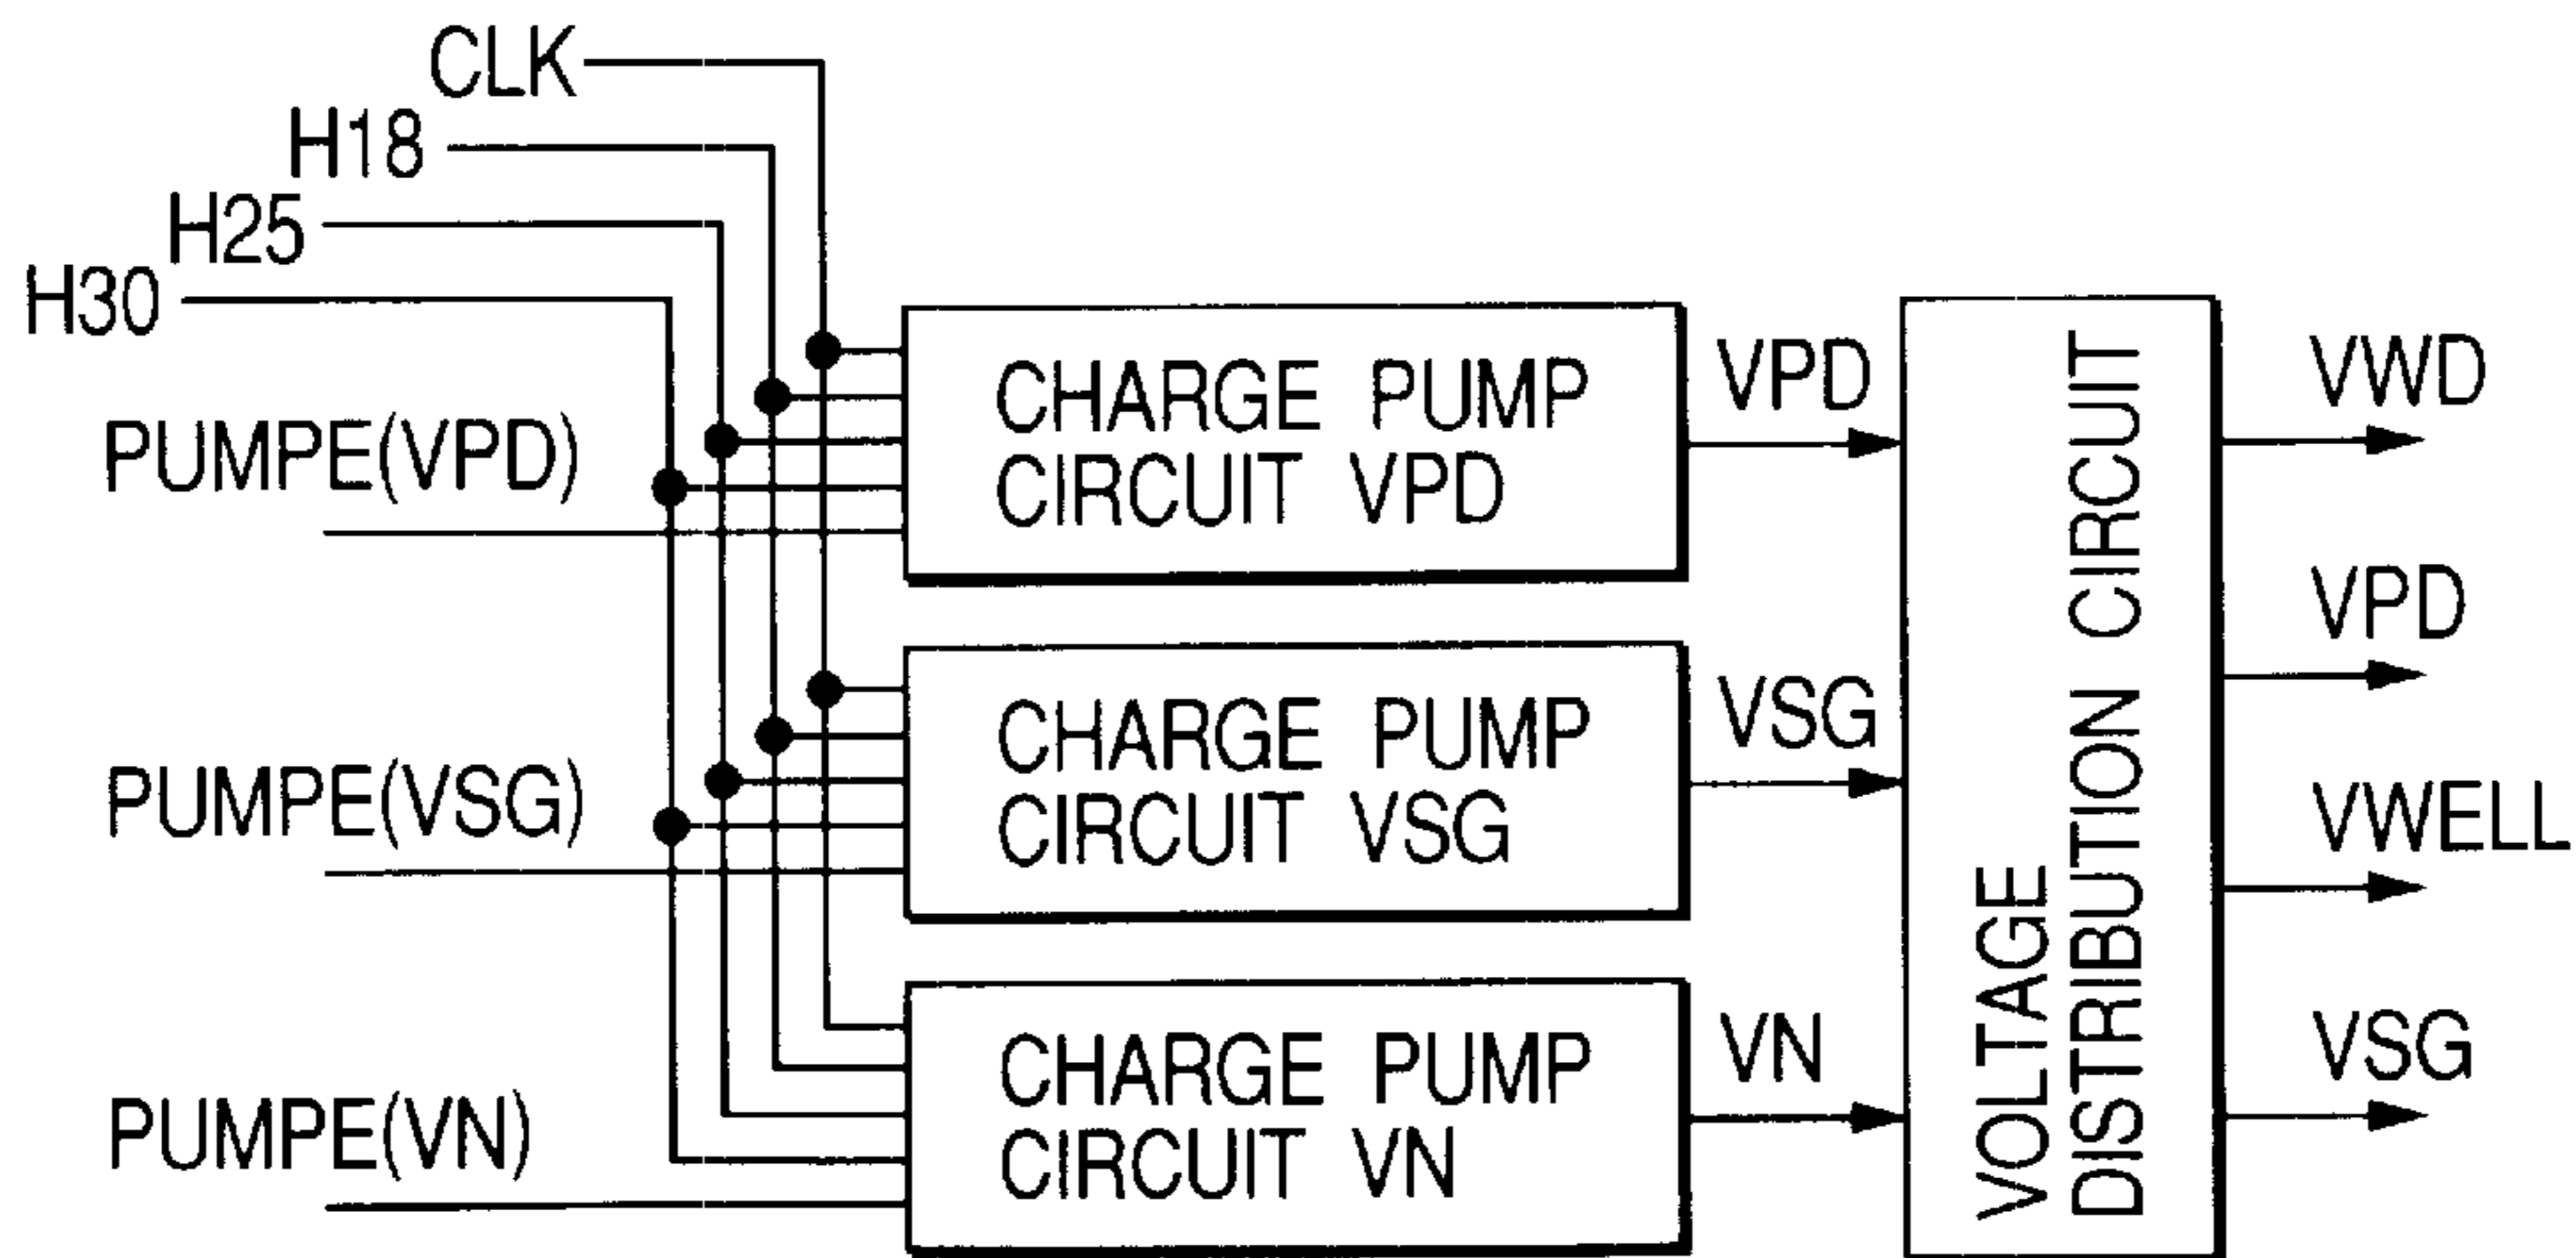 CLK
H18
H25
H30
PUMPE(VPD)
CHARGE PUMP
CIRCUIT VPD
VPD
PUMPE(VSG)
CHARGE PUMP
CIRCUIT VSG
VSG
PUMPE(VN)
CHARGE PUMP
CIRCUIT VN
VN
VOLTAGE
DISTRIBUTION CIRCUIT
VWD
VPD
VWELL
VSG